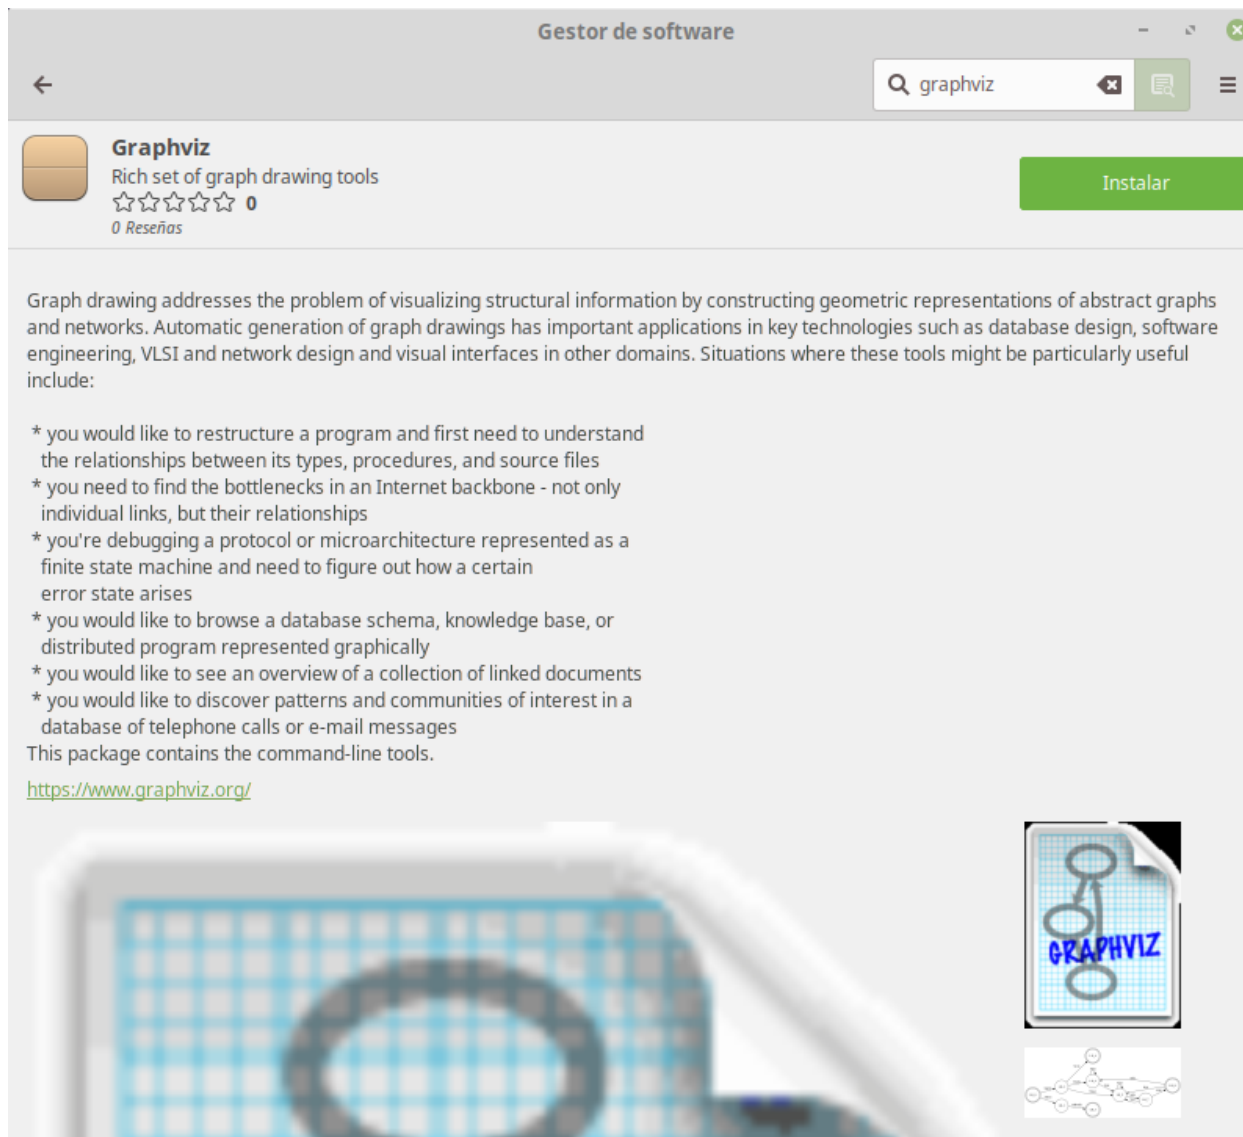 Gestor de software
graphviz
Graphviz
Rich set of graph drawing tools
0
0 Reseñas
Instalar
Graph drawing addresses the problem of visualizing structural information by constructing geometric representations of abstract graphs
and networks. Automatic generation of graph drawings has important applications in key technologies such as database design, software
engineering, VLSI and network design and visual interfaces in other domains. Situations where these tools might be particularly useful
include:
* you would like to restructure a program and first need to understand
the relationships between its types, procedures, and source files
* you need to find the bottlenecks in an Internet backbone - not only
individual links, but their relationships
* you're debugging a protocol or microarchitecture represented as a
finite state machine and need to figure out how a certain
error state arises
* you would like to browse a database schema, knowledge base, or
distributed program represented graphically
* you would like to see an overview of a collection of linked documents
* you would like to discover patterns and communities of interest in a
database of telephone calls or e-mail messages
This package contains the command-line tools.
https://www.graphviz.org/
GRAPHVIZ